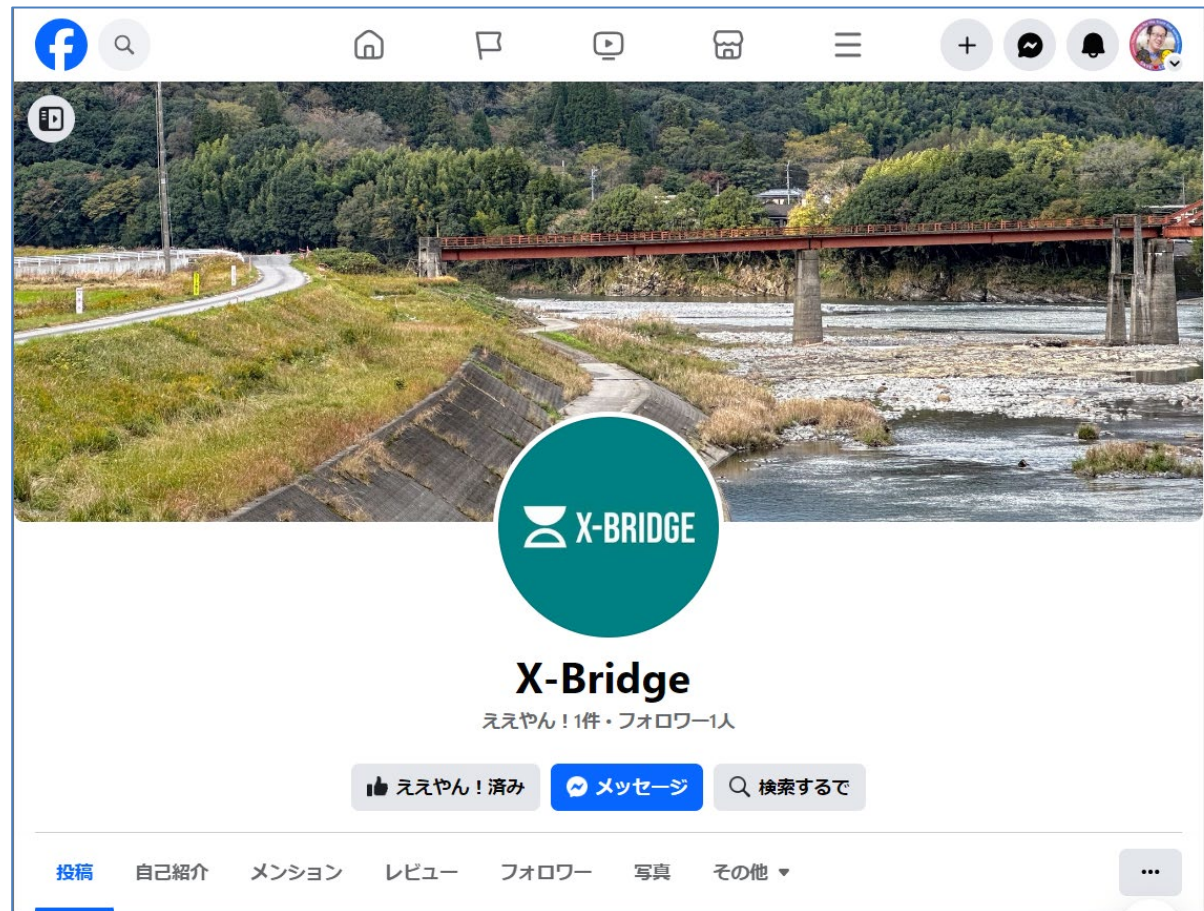 X-BRIDGE
X-Bridge
ええやん！1件・フォロワー1人
ええやん！済み
メッセージ
検索するで
投稿
自己紹介
メンション
レビュー
フォロワー
写真
その他